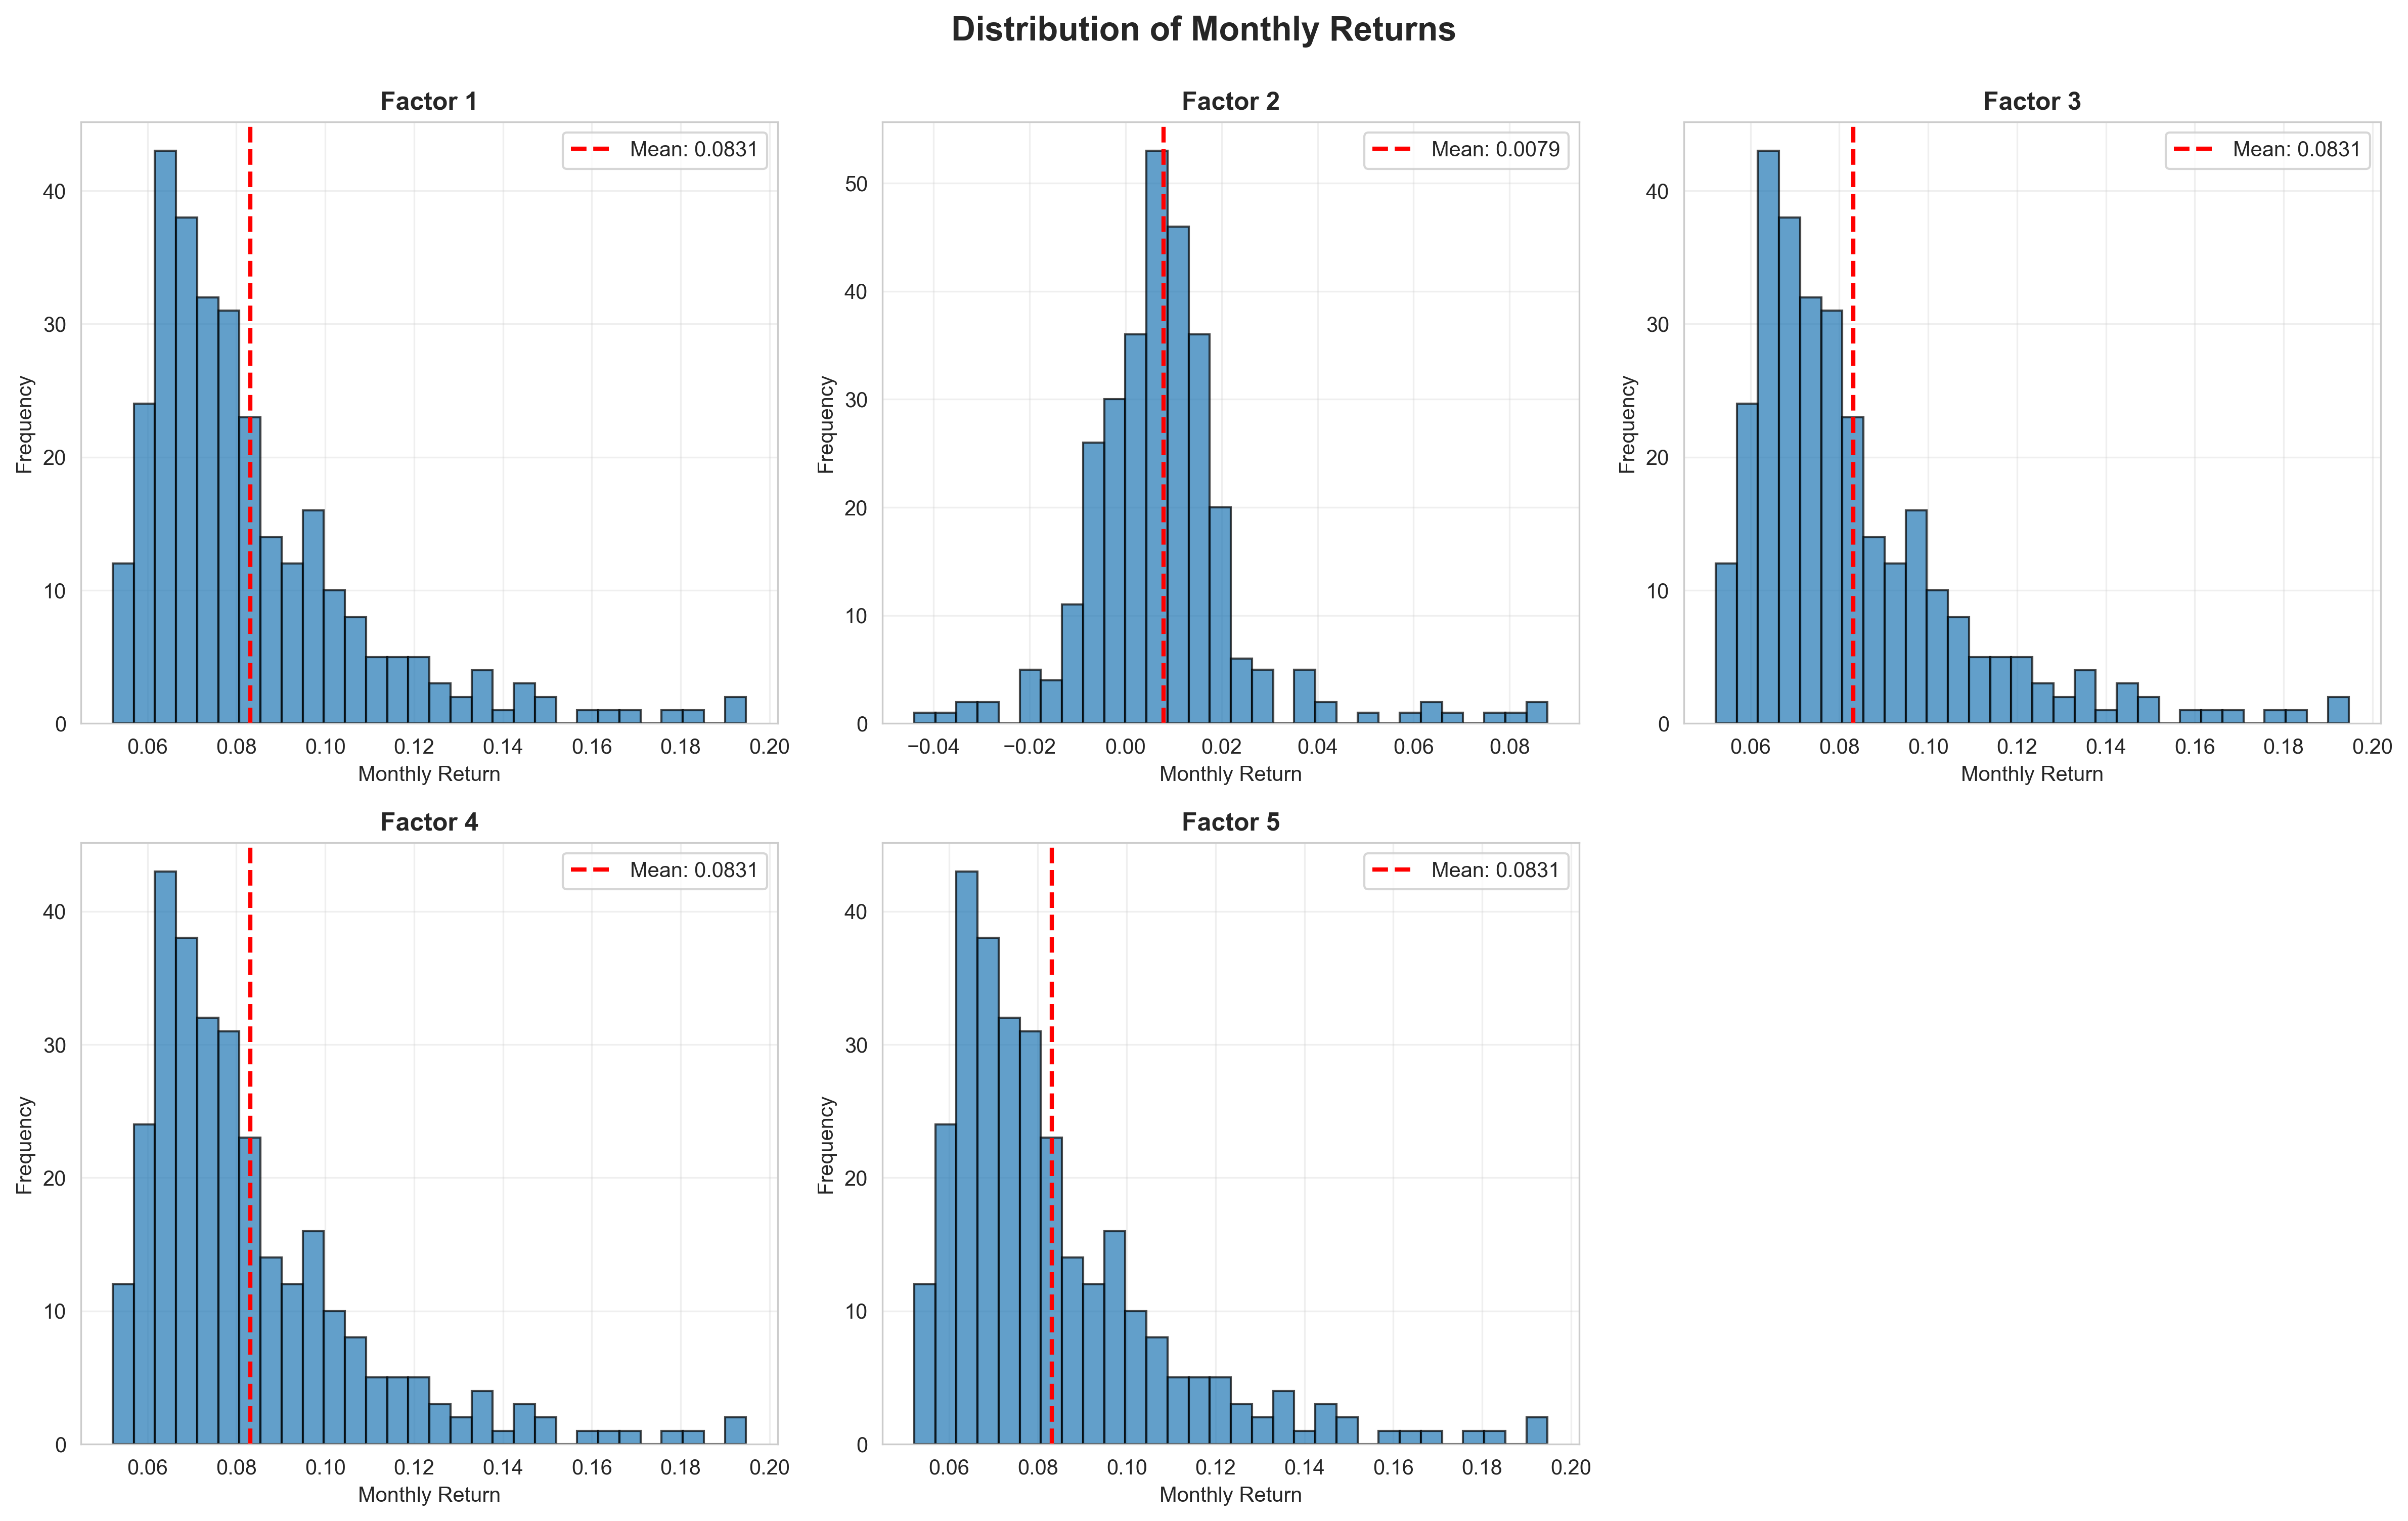 Distribution of Monthly Returns
Factor 1
Mean: 0.0831
Frequency
40
30
20
10
0
0.06 0.08 0.10 0.12 0.14 0.16 0.18 0.20
Monthly Return
Factor 2
Mean: 0.0079
Frequency
50
40
30
20
10
0
−0.04 −0.02 0.00 0.02 0.04 0.06 0.08
Monthly Return
Factor 3
Mean: 0.0831
Frequency
40
30
20
10
0
0.06 0.08 0.10 0.12 0.14 0.16 0.18 0.20
Monthly Return
Factor 4
Mean: 0.0831
Frequency
40
30
20
10
0
0.06 0.08 0.10 0.12 0.14 0.16 0.18 0.20
Monthly Return
Factor 5
Mean: 0.0831
Frequency
40
30
20
10
0
0.06 0.08 0.10 0.12 0.14 0.16 0.18 0.20
Monthly Return